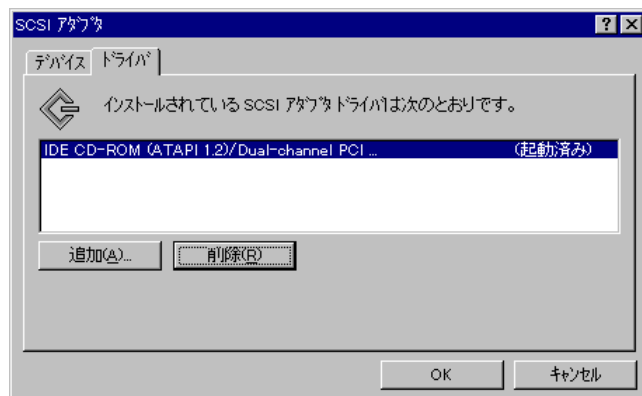 SCSI ｱﾀﾞﾌﾟﾀ
ﾃﾞﾊﾞｲｽ ﾄﾞﾗｲﾊﾞ
ｲﾝｽﾄｰﾙされている SCSI ｱﾀﾞﾌﾟﾀ ﾄﾞﾗｲﾊﾞは次のとおりです。
IDE CD-ROM (ATAPI 1.2)/Dual-channel PCI ... (起動済み)
追加(A)... 削除(R)
OK ｷｬﾝｾﾙ